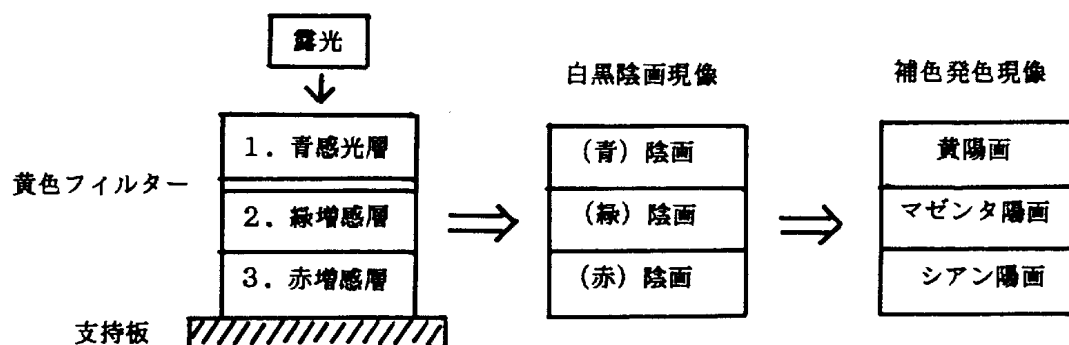 露光
白黒陰画現像
補色発色現像
1．青感光層
黄色フィルター
2．緑増感層
3．赤増感層
支持板
(青) 陰画
(緑) 陰画
(赤) 陰画
黄陽画
マゼンタ陽画
シアン陽画